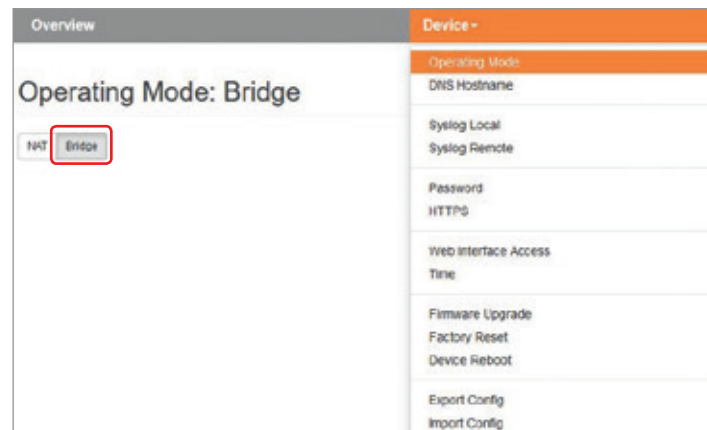 Overview
Device
Operating Mode: Bridge
NAT Bridge
Operating Mode
DNS Hostname
Syslog Local
Syslog Remote
Password
HTTPS
Web Interface Access
Time
Firmware Upgrade
Factory Reset
Device Reboot
Export Config
Import Config